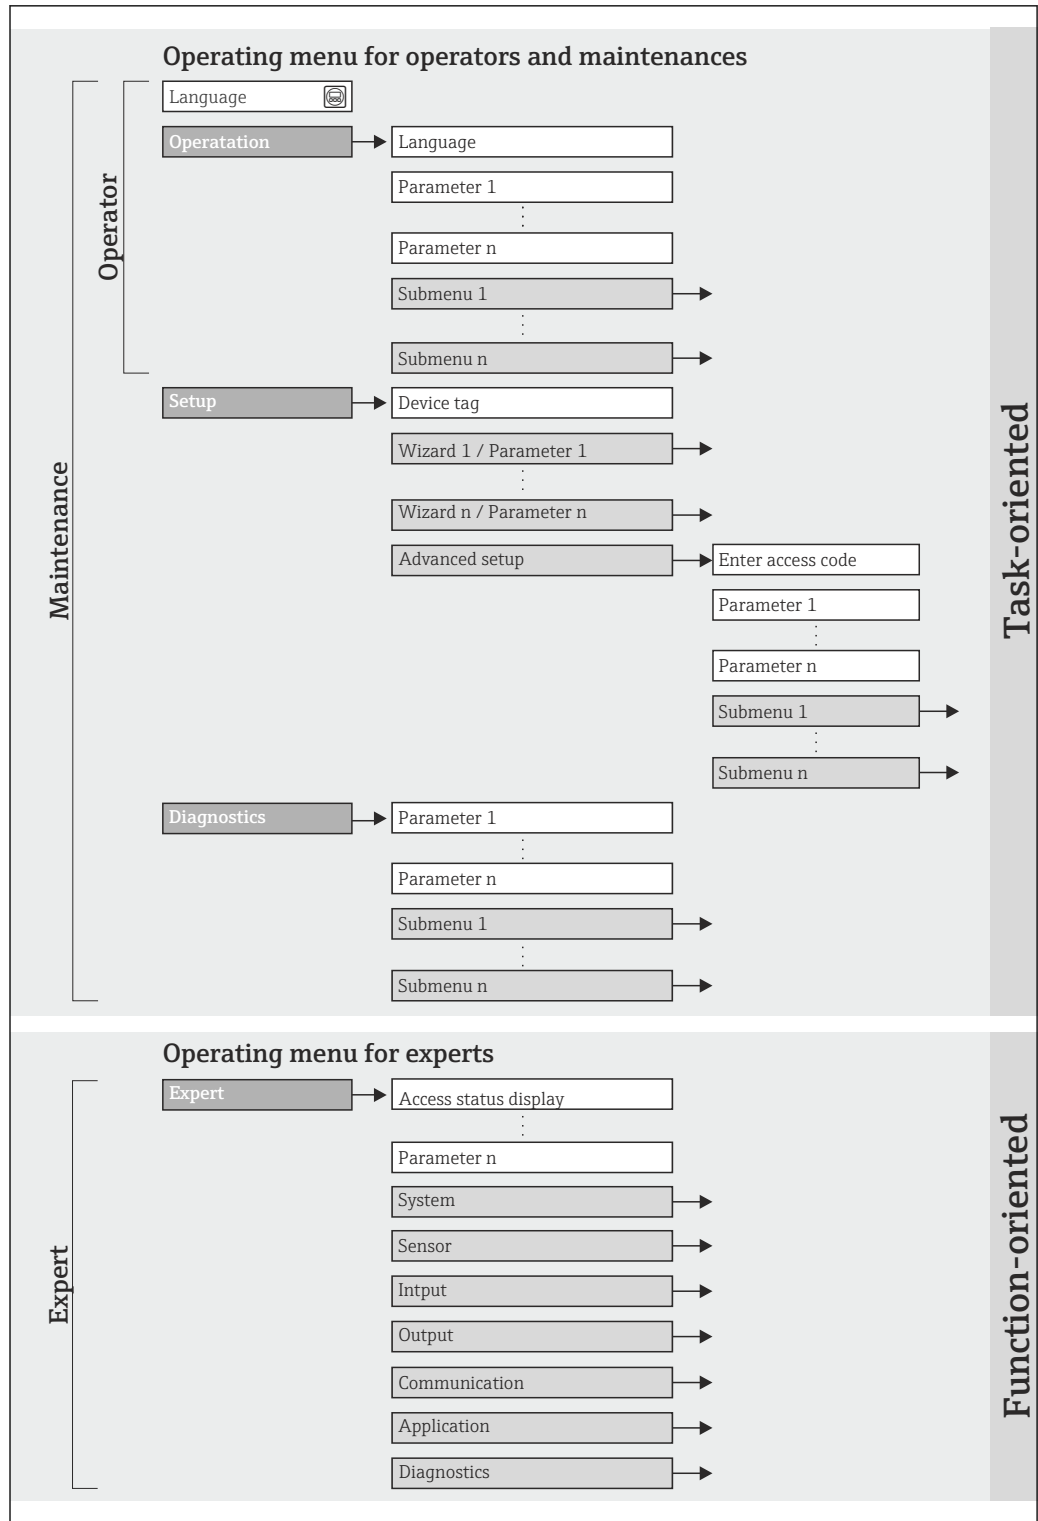 Operating menu for operators and maintenances
Language
Operatation
Language
Parameter 1
Parameter n
Submenu 1
Submenu n
Operator
Setup
Device tag
Wizard 1 / Parameter 1
Wizard n / Parameter n
Advanced setup
Enter access code
Parameter 1
Parameter n
Submenu 1
Submenu n
Maintenance
Task-oriented
Diagnostics
Parameter 1
Parameter n
Submenu 1
Submenu n
Operating menu for experts
Expert
Access status display
Parameter n
System
Sensor
Intput
Output
Communication
Application
Diagnostics
Expert
Function-oriented